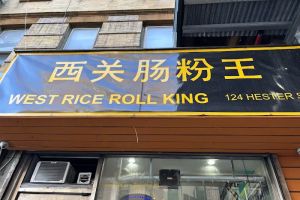 西关肠粉王
WEST RICE ROLL KING 124 HESTER S